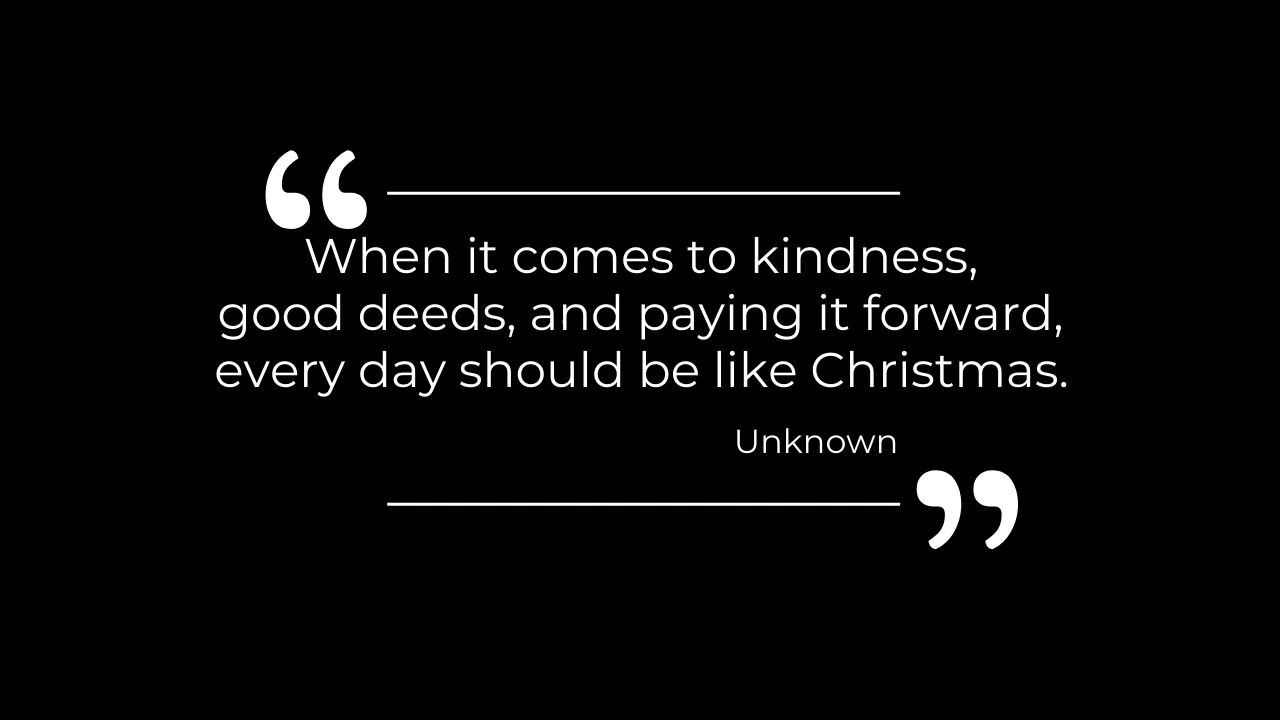 “
When it comes to kindness,
good deeds, and paying it forward,
every day should be like Christmas.
Unknown
”